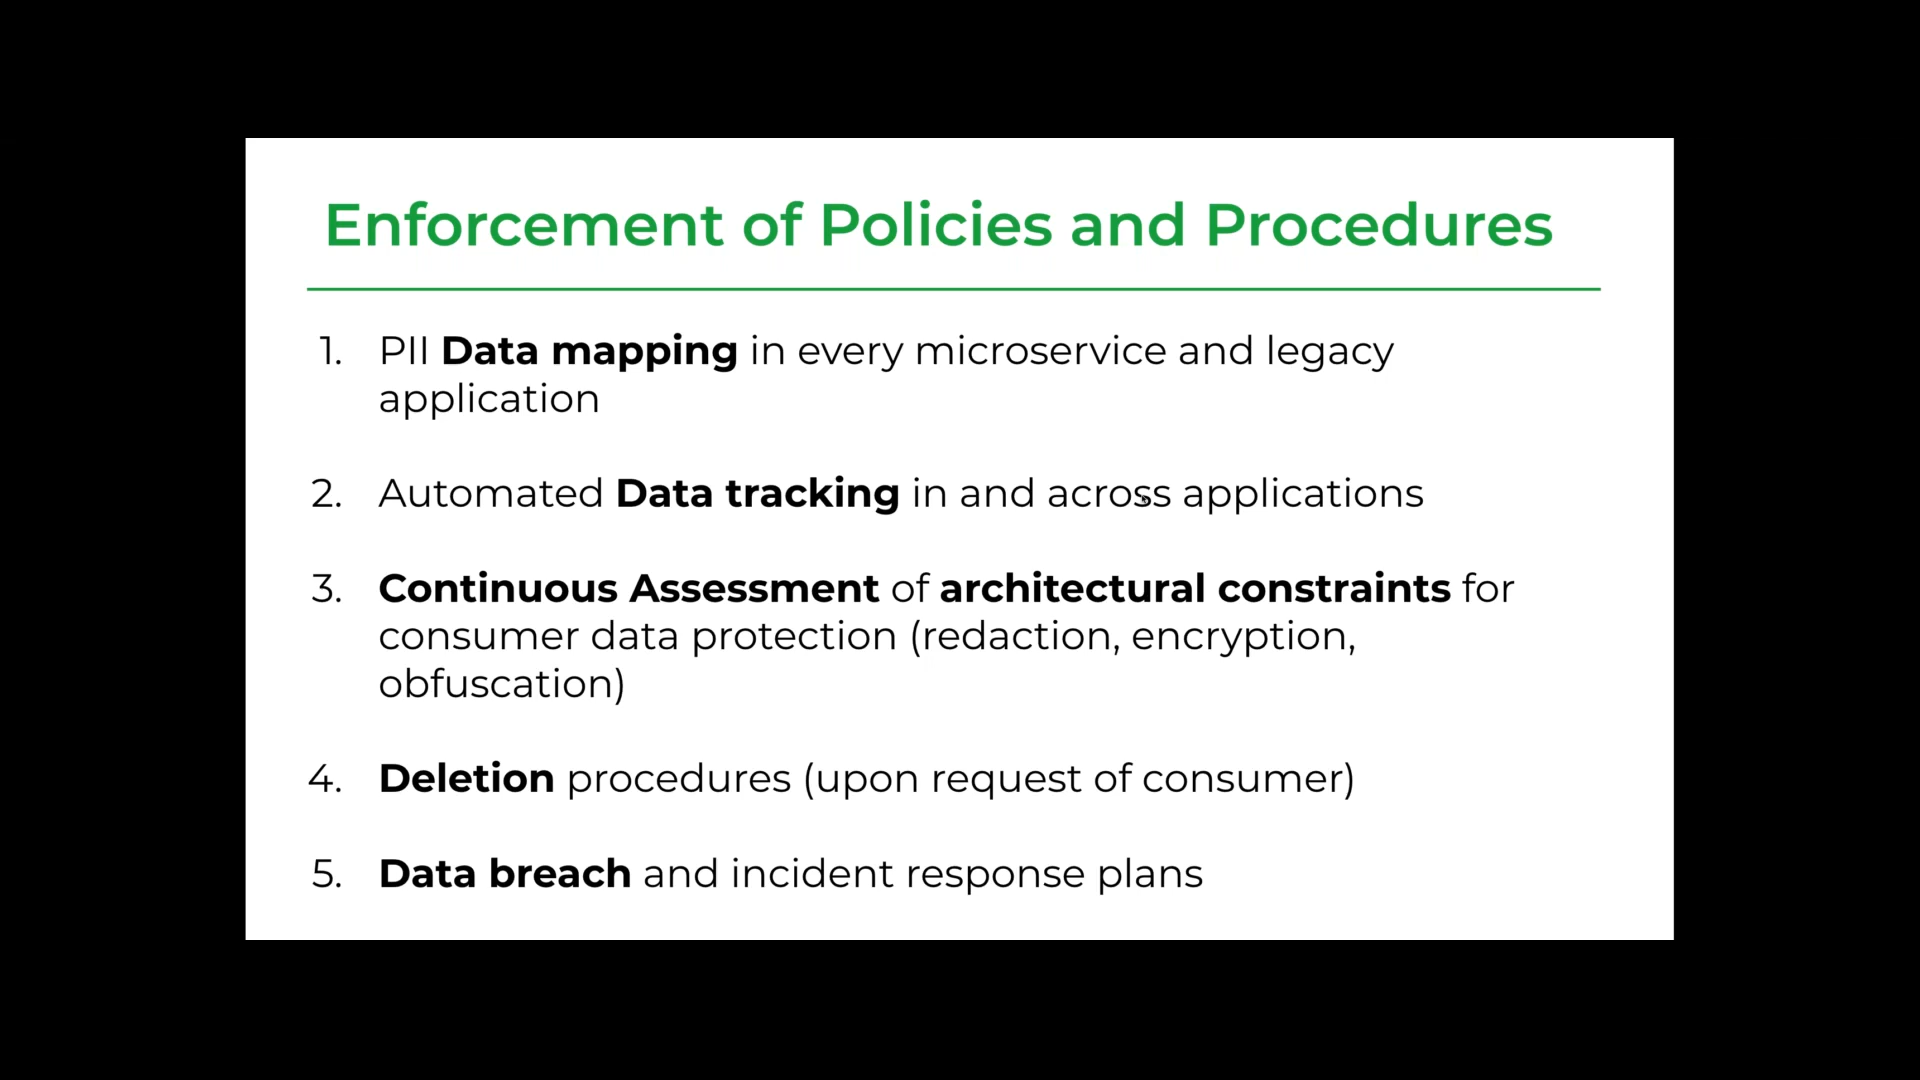 Enforcement of Policies and Procedures
1. PII Data mapping in every microservice and legacy
application
2. Automated Data tracking in and across applications
3. Continuous Assessment of architectural constraints for
consumer data protection (redaction, encryption,
obfuscation)
4. Deletion procedures (upon request of consumer)
5. Data breach and incident response plans